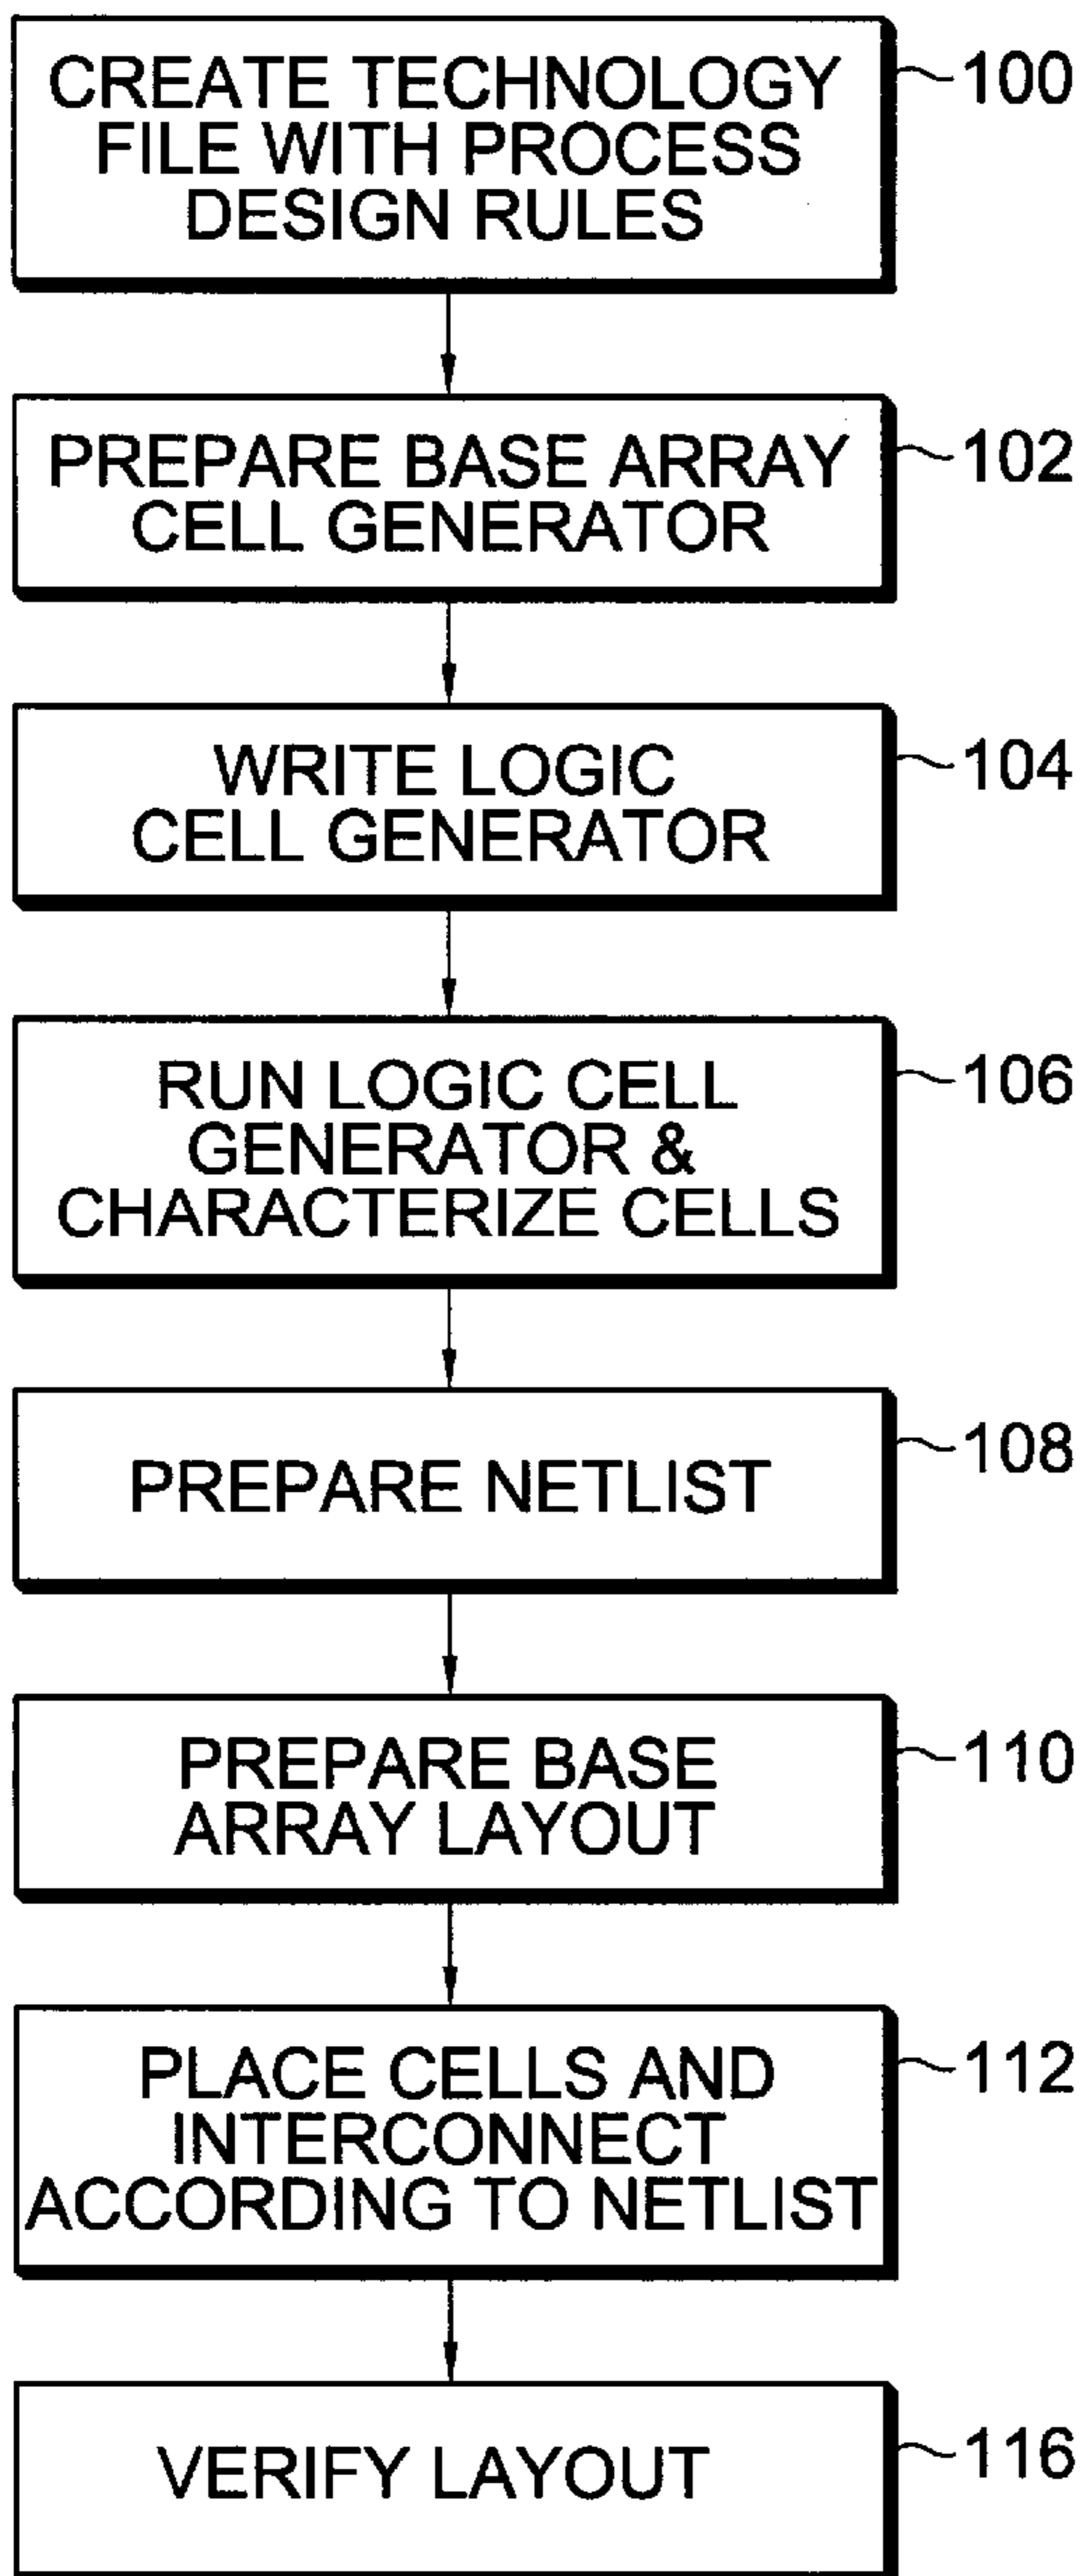 CREATE TECHNOLOGY
FILE WITH PROCESS
DESIGN RULES
100
PREPARE BASE ARRAY
CELL GENERATOR
102
WRITE LOGIC
CELL GENERATOR
104
RUN LOGIC CELL
GENERATOR &
CHARACTERIZE CELLS
106
PREPARE NETLIST
108
PREPARE BASE
ARRAY LAYOUT
110
PLACE CELLS AND
INTERCONNECT
ACCORDING TO NETLIST
112
VERIFY LAYOUT
116